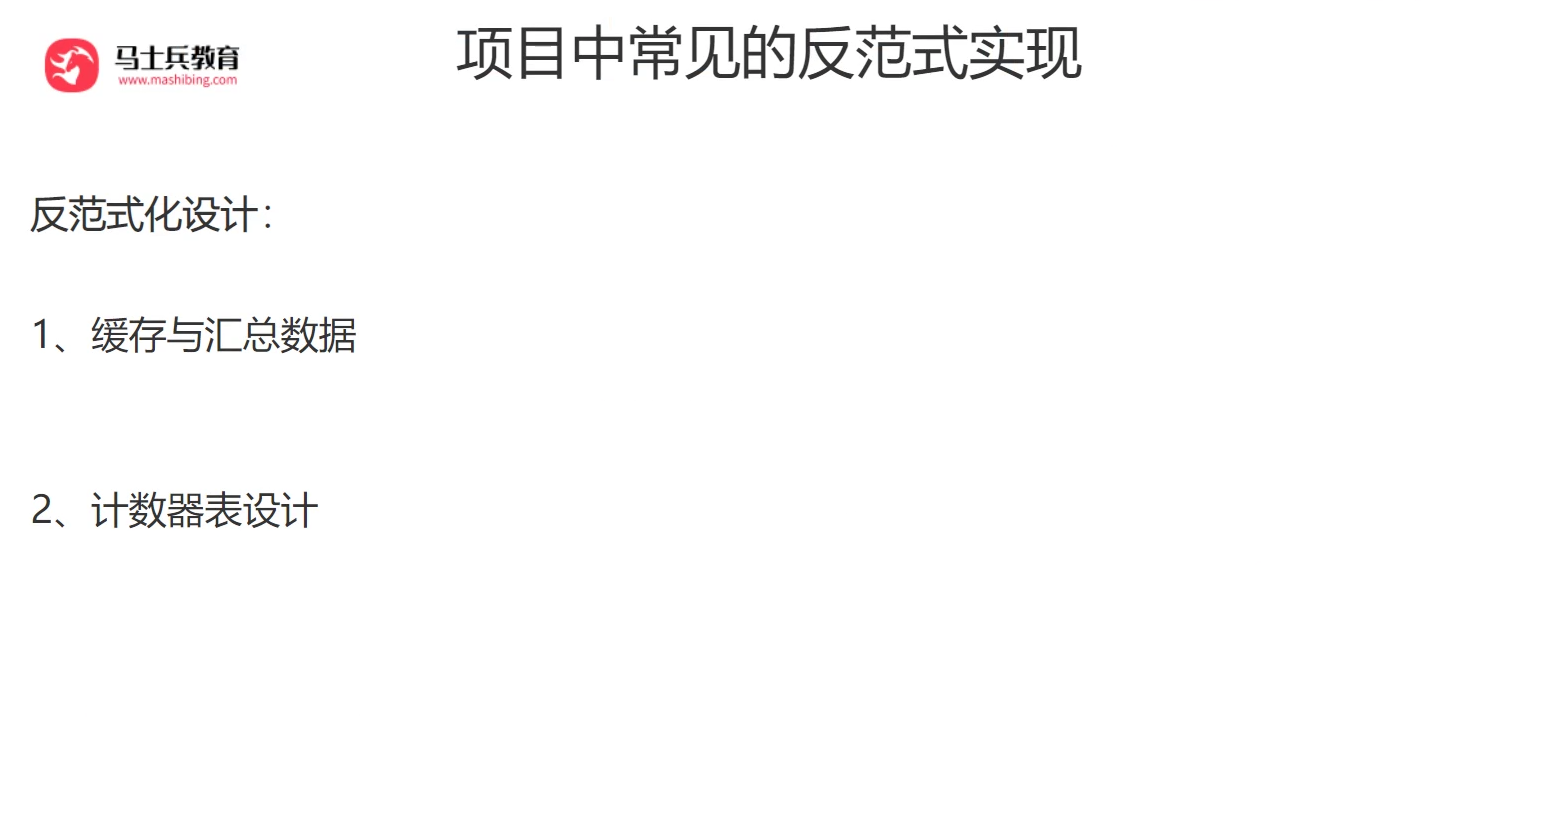 马士兵教育
www.mashibing.com
项目中常见的反范式实现
反范式化设计：
1、缓存与汇总数据
2、计数器表设计